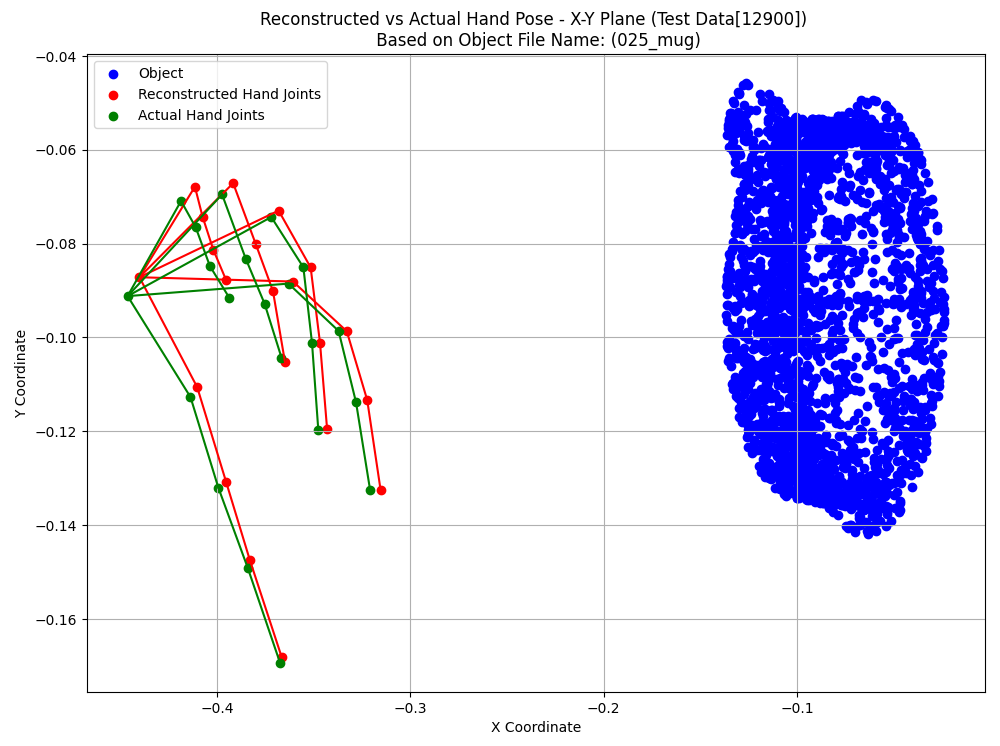 Reconstructed vs Actual Hand Pose - X-Y Plane (Test Data[12900])
Based on Object File Name: (025_mug)
Object
Reconstructed Hand Joints
Actual Hand Joints
Y Coordinate
−0.04
−0.06
−0.08
−0.10
−0.12
−0.14
−0.16
−0.4
−0.3
−0.2
−0.1
X Coordinate